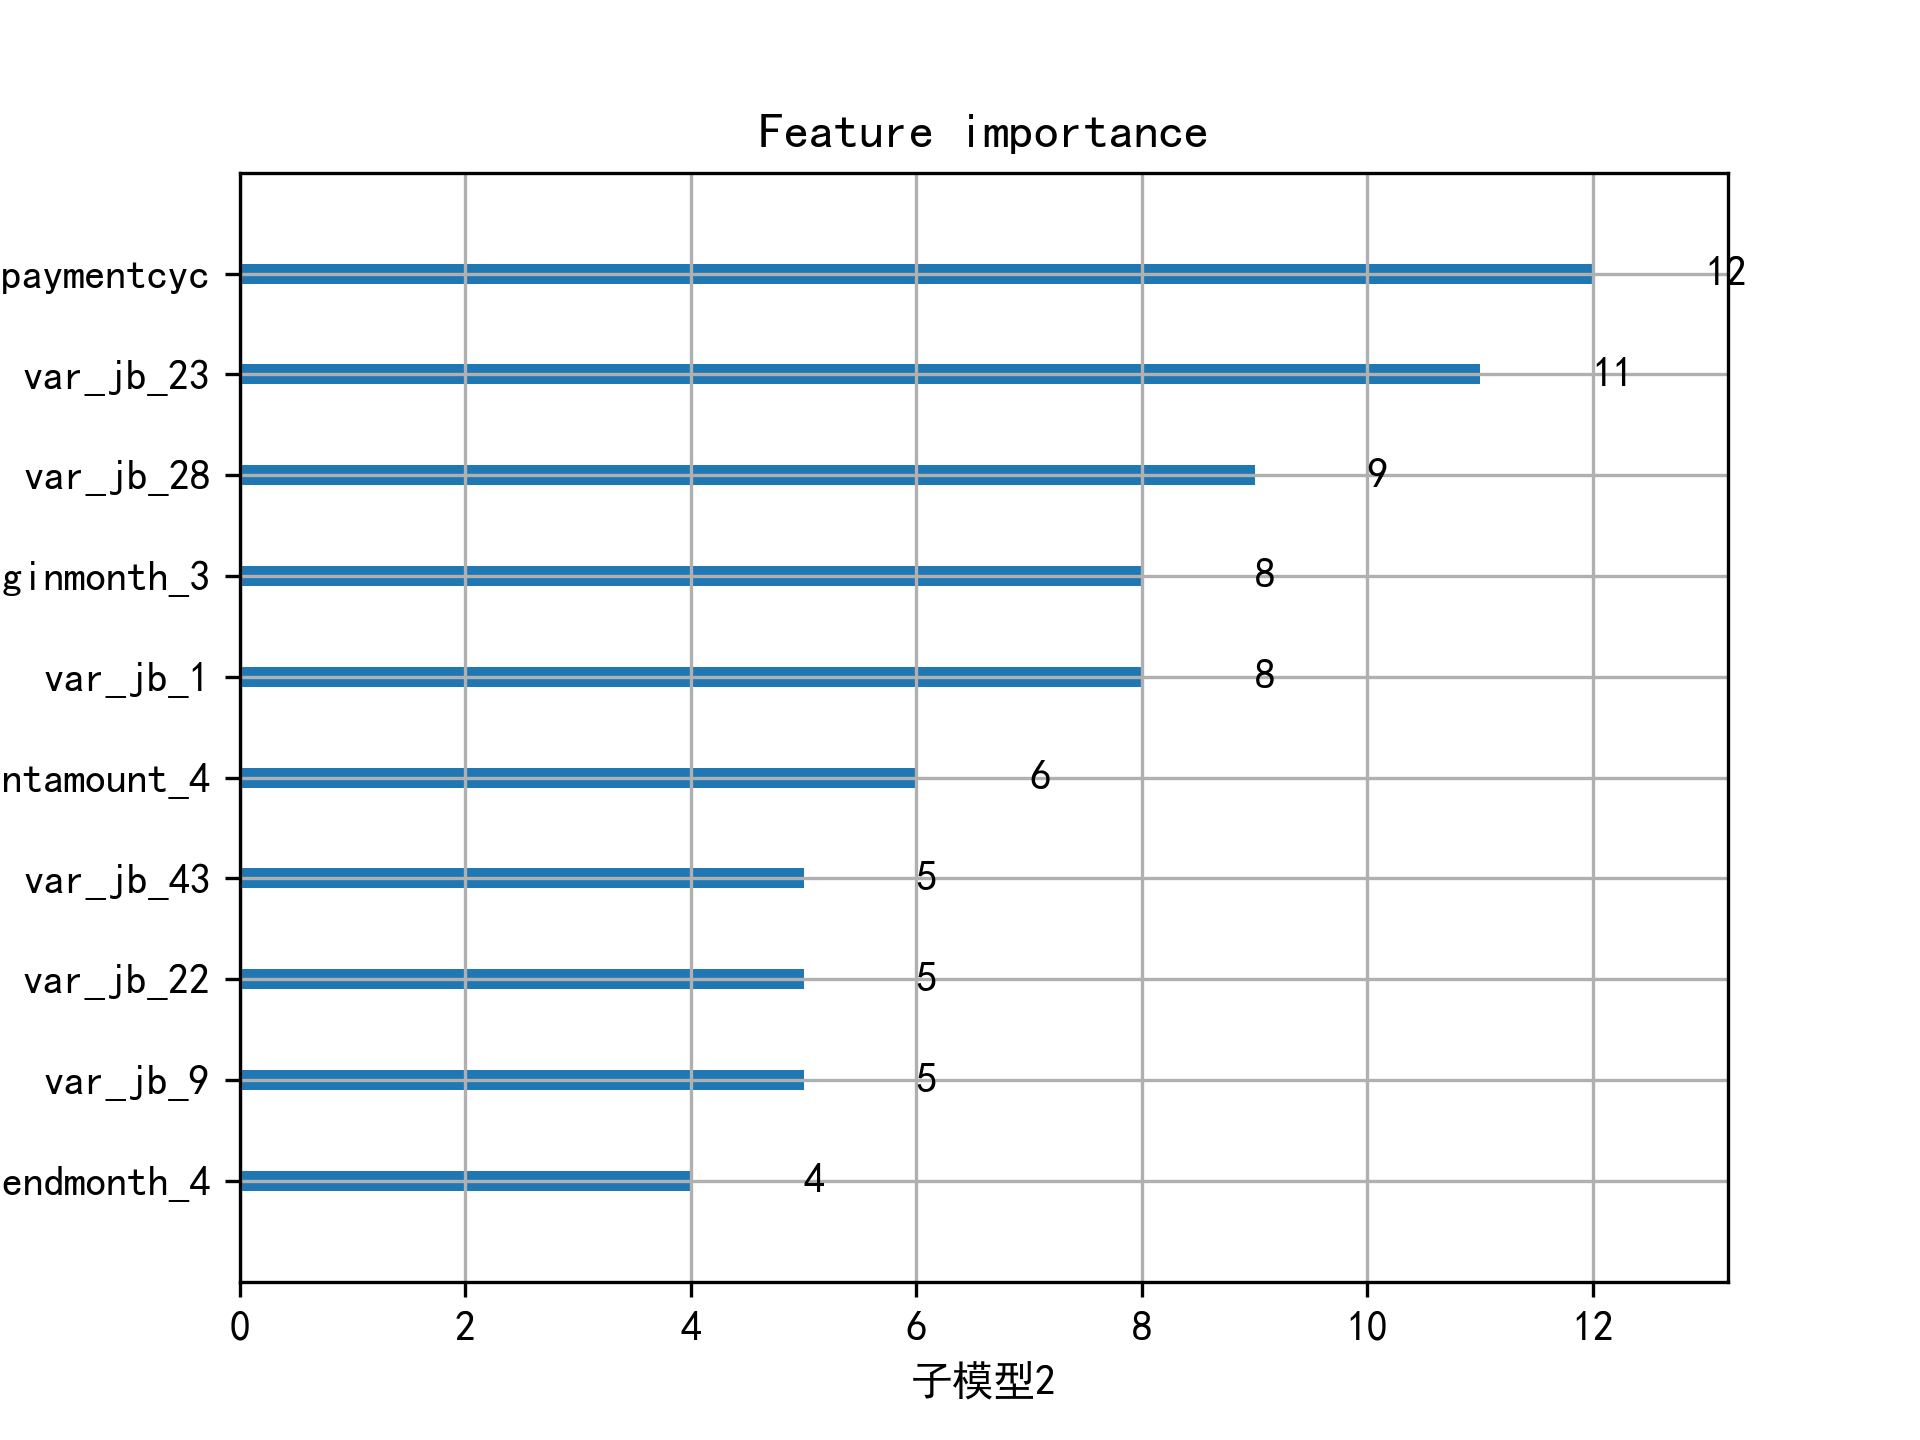 Feature importance
paymentcyc 12
var_jb_23 11
var_jb_28 9
ginmonth_3 8
var_jb_1 8
ntamount_4 6
var_jb_43 5
var_jb_22 5
var_jb_9 5
endmonth_4 4
0 2 4 6 8 10 12
子模型2